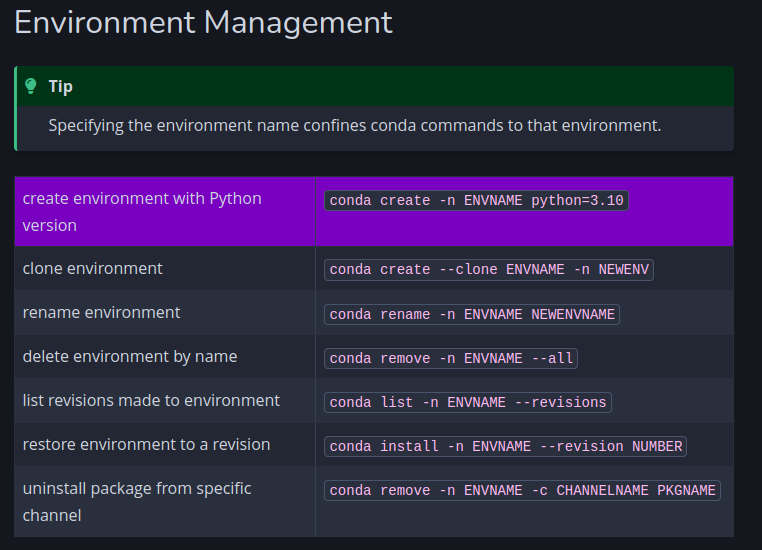 Environment Management
Tip
Specifying the environment name confines conda commands to that environment.
create environment with Python
version
conda create -n ENVNAME python=3.10
clone environment
conda create --clone ENVNAME -n NEWENV
rename environment
conda rename -n ENVNAME NEWENVNAME
delete environment by name
conda remove -n ENVNAME --all
list revisions made to environment
conda list -n ENVNAME --revisions
restore environment to a revision
conda install -n ENVNAME --revision NUMBER
uninstall package from specific
channel
conda remove -n ENVNAME -c CHANNELNAME PKGNAME